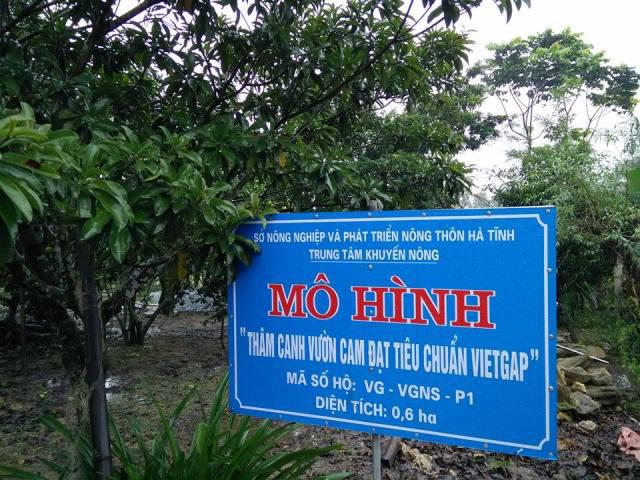 SỞ NÔNG NGHIỆP VÀ PHÁT TRIỂN NÔNG THÔN HÀ TĨNH
TRUNG TÂM KHUYẾN NÔNG
MÔ HÌNH
"THÂM CANH VƯỜN CAM ĐẠT TIÊU CHUẨN VIETGAP"
MÃ SỐ HỘ: VG - VGNS - P1
DIỆN TÍCH: 0,6 ha